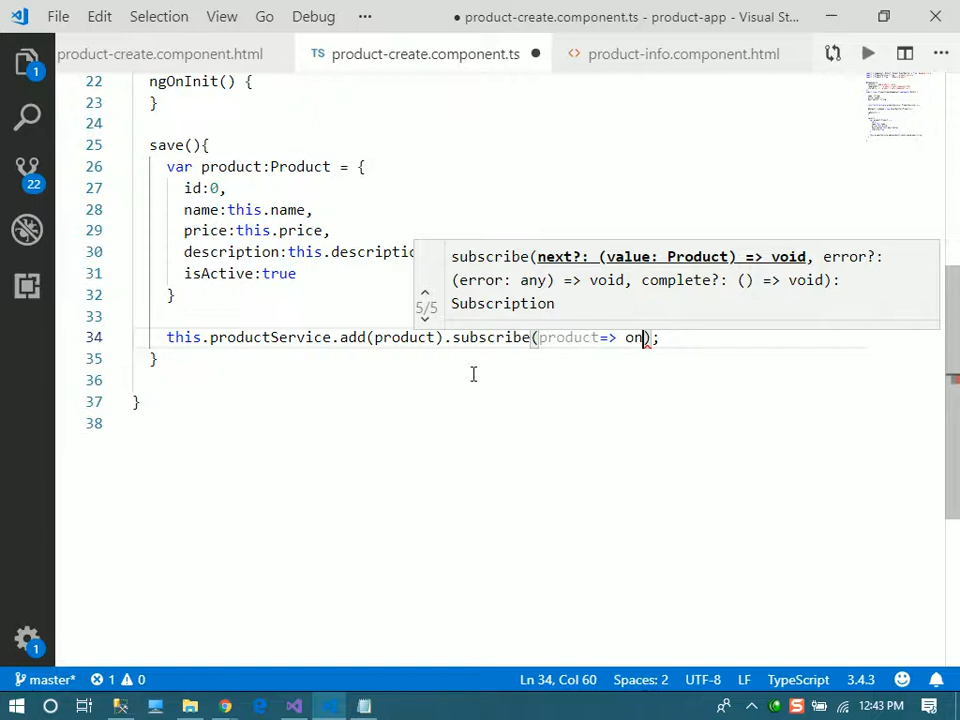 File Edit Selection View Go Debug ••• ● product-create.component.ts - product-app - Visual St...
product-create.component.html TS product-create.component.ts ● <> product-info.component.html •••
1
22
1
22 ngOnInit() {
23 }
24
25 save(){
26 var product:Product = {
27 id:0,
28 name:this.name,
29 price:this.price,
30 description:this.descriptio
31 isActive:true
32 }
33
34 this.productService.add(product).subscribe(product=> on);
35 }
36
37 }
38
subscribe(next?: (value: Product) => void, error?:
(error: any) => void, complete?: () => void):
5/5 Subscription
master* 1 0 Ln 34, Col 60 Spaces: 2 UTF-8 LF TypeScript 3.4.3
12:43 PM